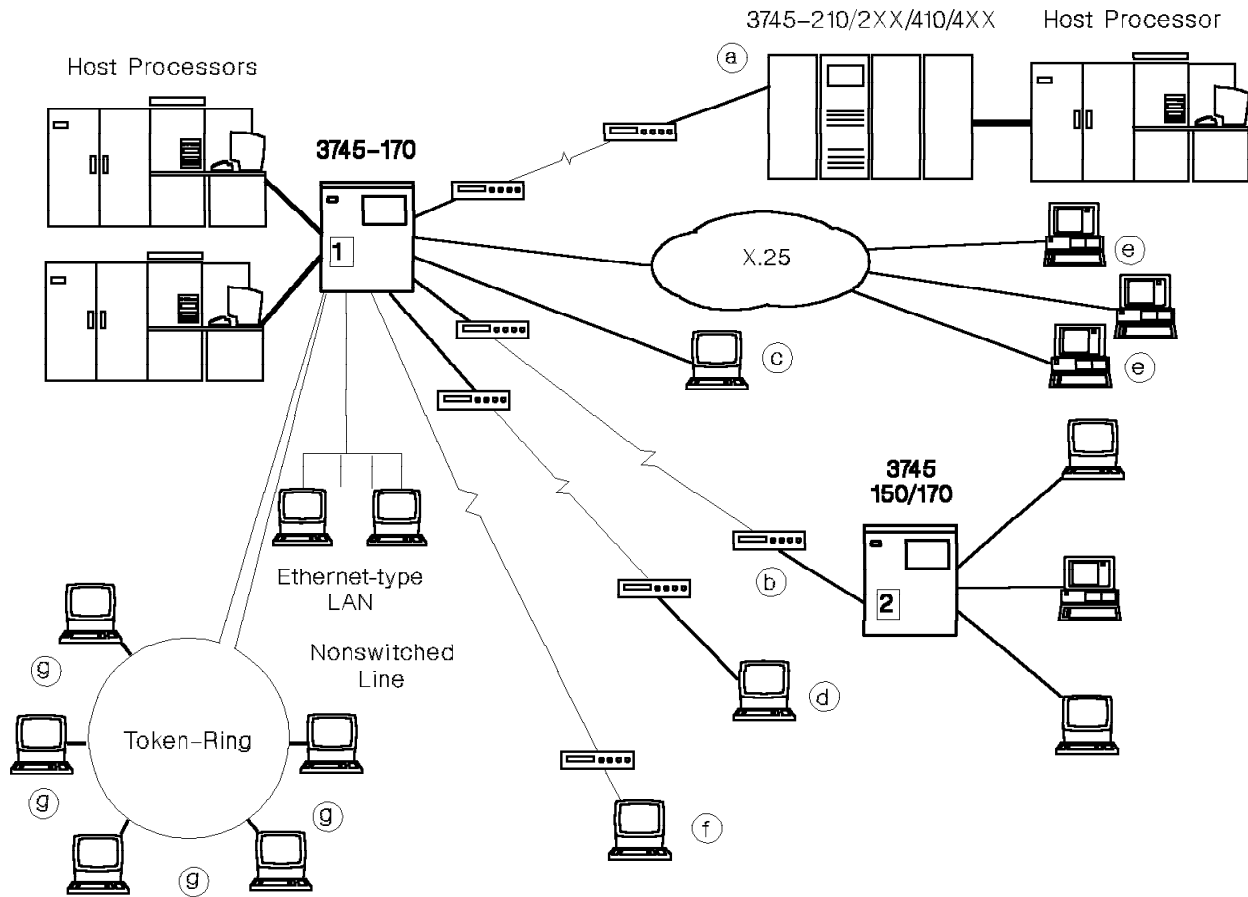 3745-210/2XX/410/4XX
Host Processor
a
Host Processors
3745-170
1
X.25
e
c
e
3745
150/170
Ethernet-type
LAN
b
2
Nonswitched
Line
g
d
Token-Ring
g
g
f
g